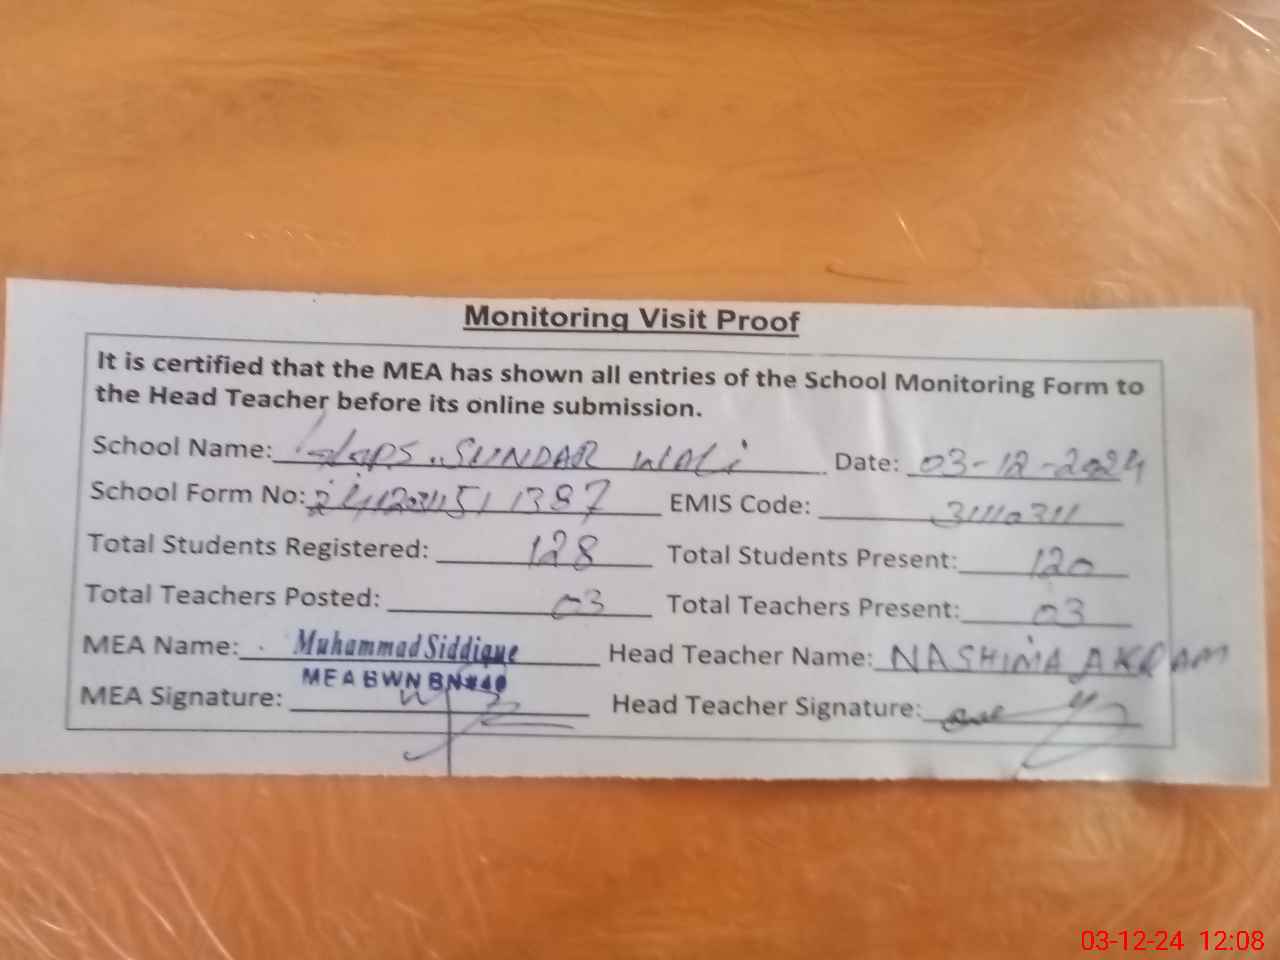 Monitoring Visit Proof
It is certified that the MEA has shown all entries of the School Monitoring Form to
the Head Teacher before its online submission.
School Name: SUNDAR WALi Date: 03-12-2024
School Form No: EMIS Code: 31110311
Total Students Registered: 128 Total Students Present: 120
Total Teachers Posted: 03 Total Teachers Present: 03
MEA Name: Muhammad Siddique Head Teacher Name: NASHIMA AKRAM
MEA BWN BN#40
MEA Signature: Head Teacher Signature:
03-12-24 12:08